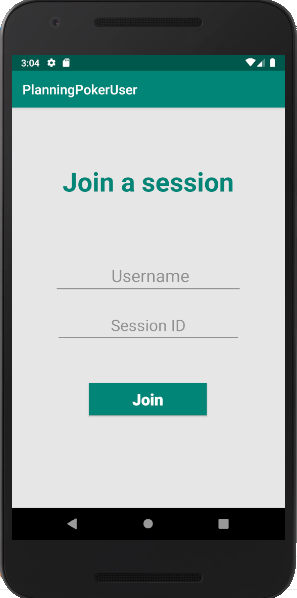 3:04
PlanningPokerUser
Join a session
Username
Session ID
Join